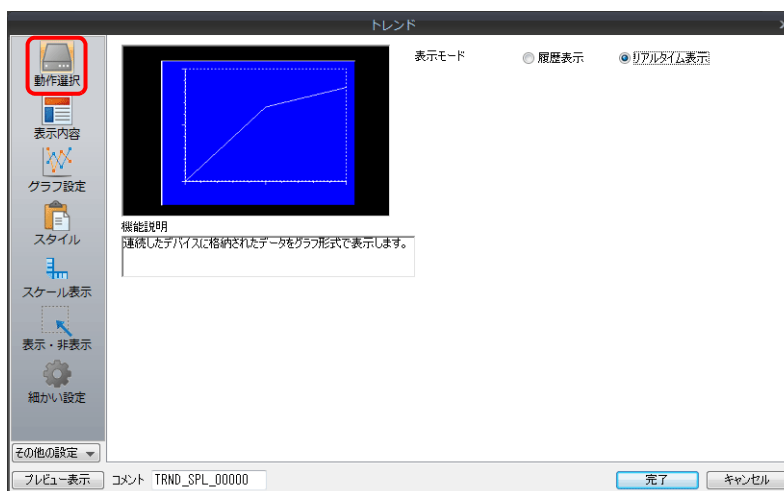 トレンド
動作選択
表示内容
グラフ設定
スタイル
スケール表示
表示・非表示
細かい設定
その他の設定
表示モード
履歴表示
リアルタイム表示
機能説明
連続したデバイスに格納されたデータをグラフ形式で表示します。
プレビュー表示
コメント TRND_SPL_00000
完了
キャンセル